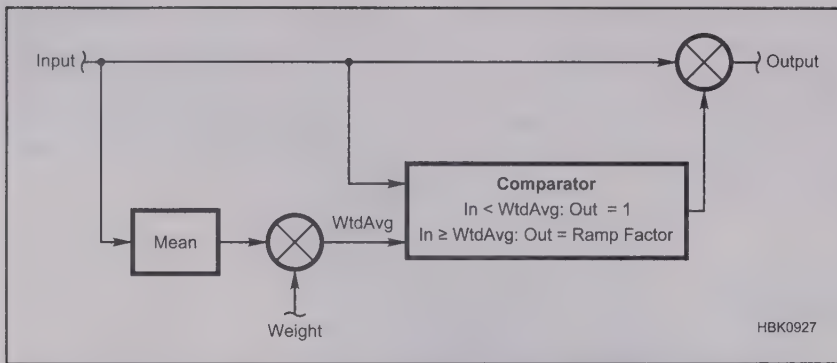 Input
Output
Comparator
In < WtdAvg: Out = 1
In ≥ WtdAvg: Out = Ramp Factor
Mean
WtdAvg
Weight
HBK0927